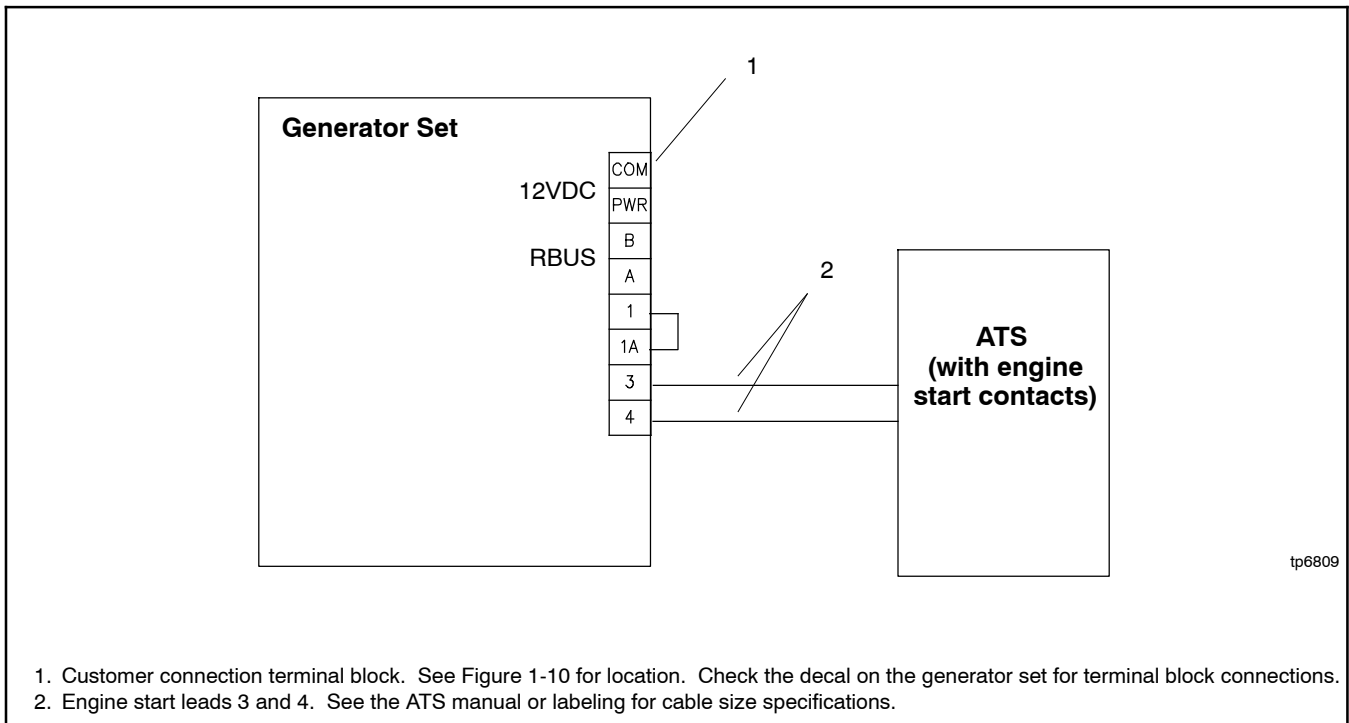 1
Generator Set
COM
12VDC
PWR
B
RBUS
A
2
1
1A
ATS
(with engine
start contacts)
3
4
tp6809
1. Customer connection terminal block. See Figure 1-10 for location. Check the decal on the generator set for terminal block connections.
2. Engine start leads 3 and 4. See the ATS manual or labeling for cable size specifications.